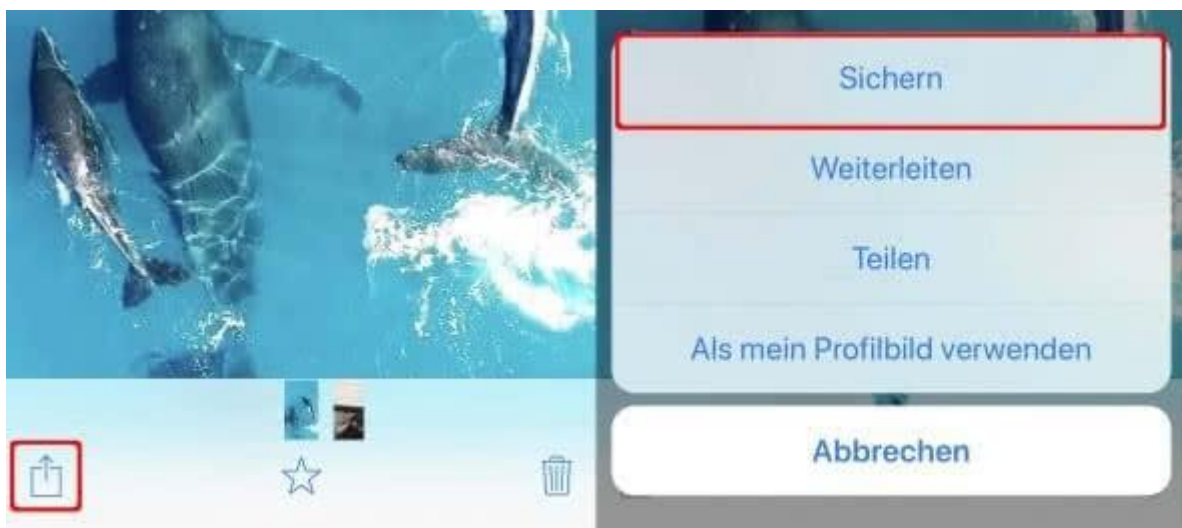 Sichern
Weiterleiten
Teilen
Als mein Profilbild verwenden
Abbrechen